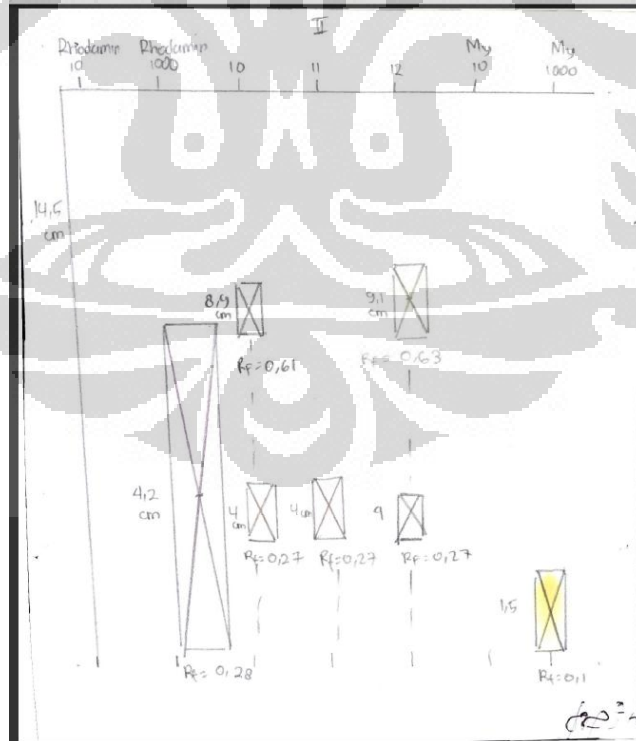 II
Rhodamin Rhodamin My My
10 1000 10 11 12 10 1000
14,5
cm
8,9
cm
9,1
cm
Rf=0,61
Rf= 0,63
4,2
cm
4
cm
4 cm
9
Rf=0,27 Rf=0,27 Rf=0,27
1,5
Rf= 0,28
Rf=0,1